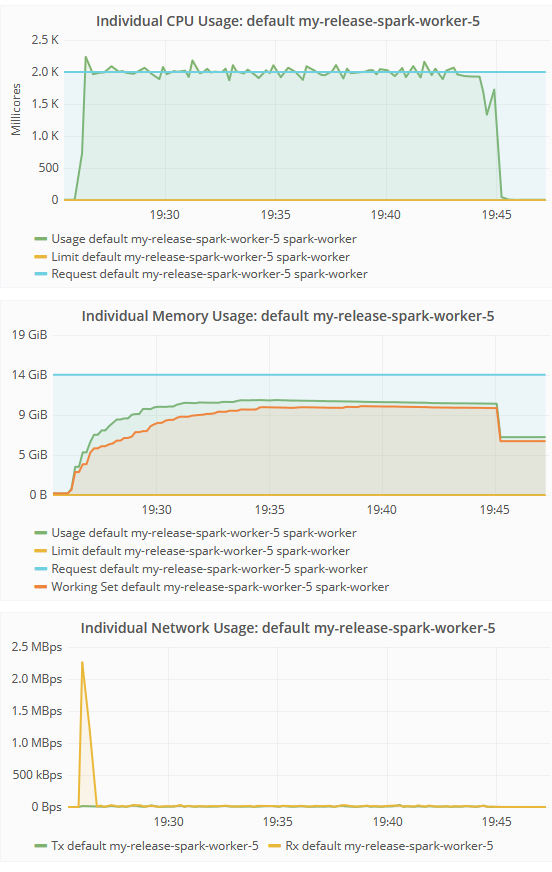 Individual CPU Usage: default my-release-spark-worker-5
2.5 K
2.0 K
1.5 K
1.0 K
500
0
Millicores
19:30 19:35 19:40 19:45
Usage default my-release-spark-worker-5 spark-worker
Limit default my-release-spark-worker-5 spark-worker
Request default my-release-spark-worker-5 spark-worker
Individual Memory Usage: default my-release-spark-worker-5
19 GiB
14 GiB
9 GiB
5 GiB
0 B
19:30 19:35 19:40 19:45
Usage default my-release-spark-worker-5 spark-worker
Limit default my-release-spark-worker-5 spark-worker
Request default my-release-spark-worker-5 spark-worker
Working Set default my-release-spark-worker-5 spark-worker
Individual Network Usage: default my-release-spark-worker-5
2.5 MBps
2.0 MBps
1.5 MBps
1.0 MBps
500 kBps
0 Bps
19:30 19:35 19:40 19:45
Tx default my-release-spark-worker-5 Rx default my-release-spark-worker-5